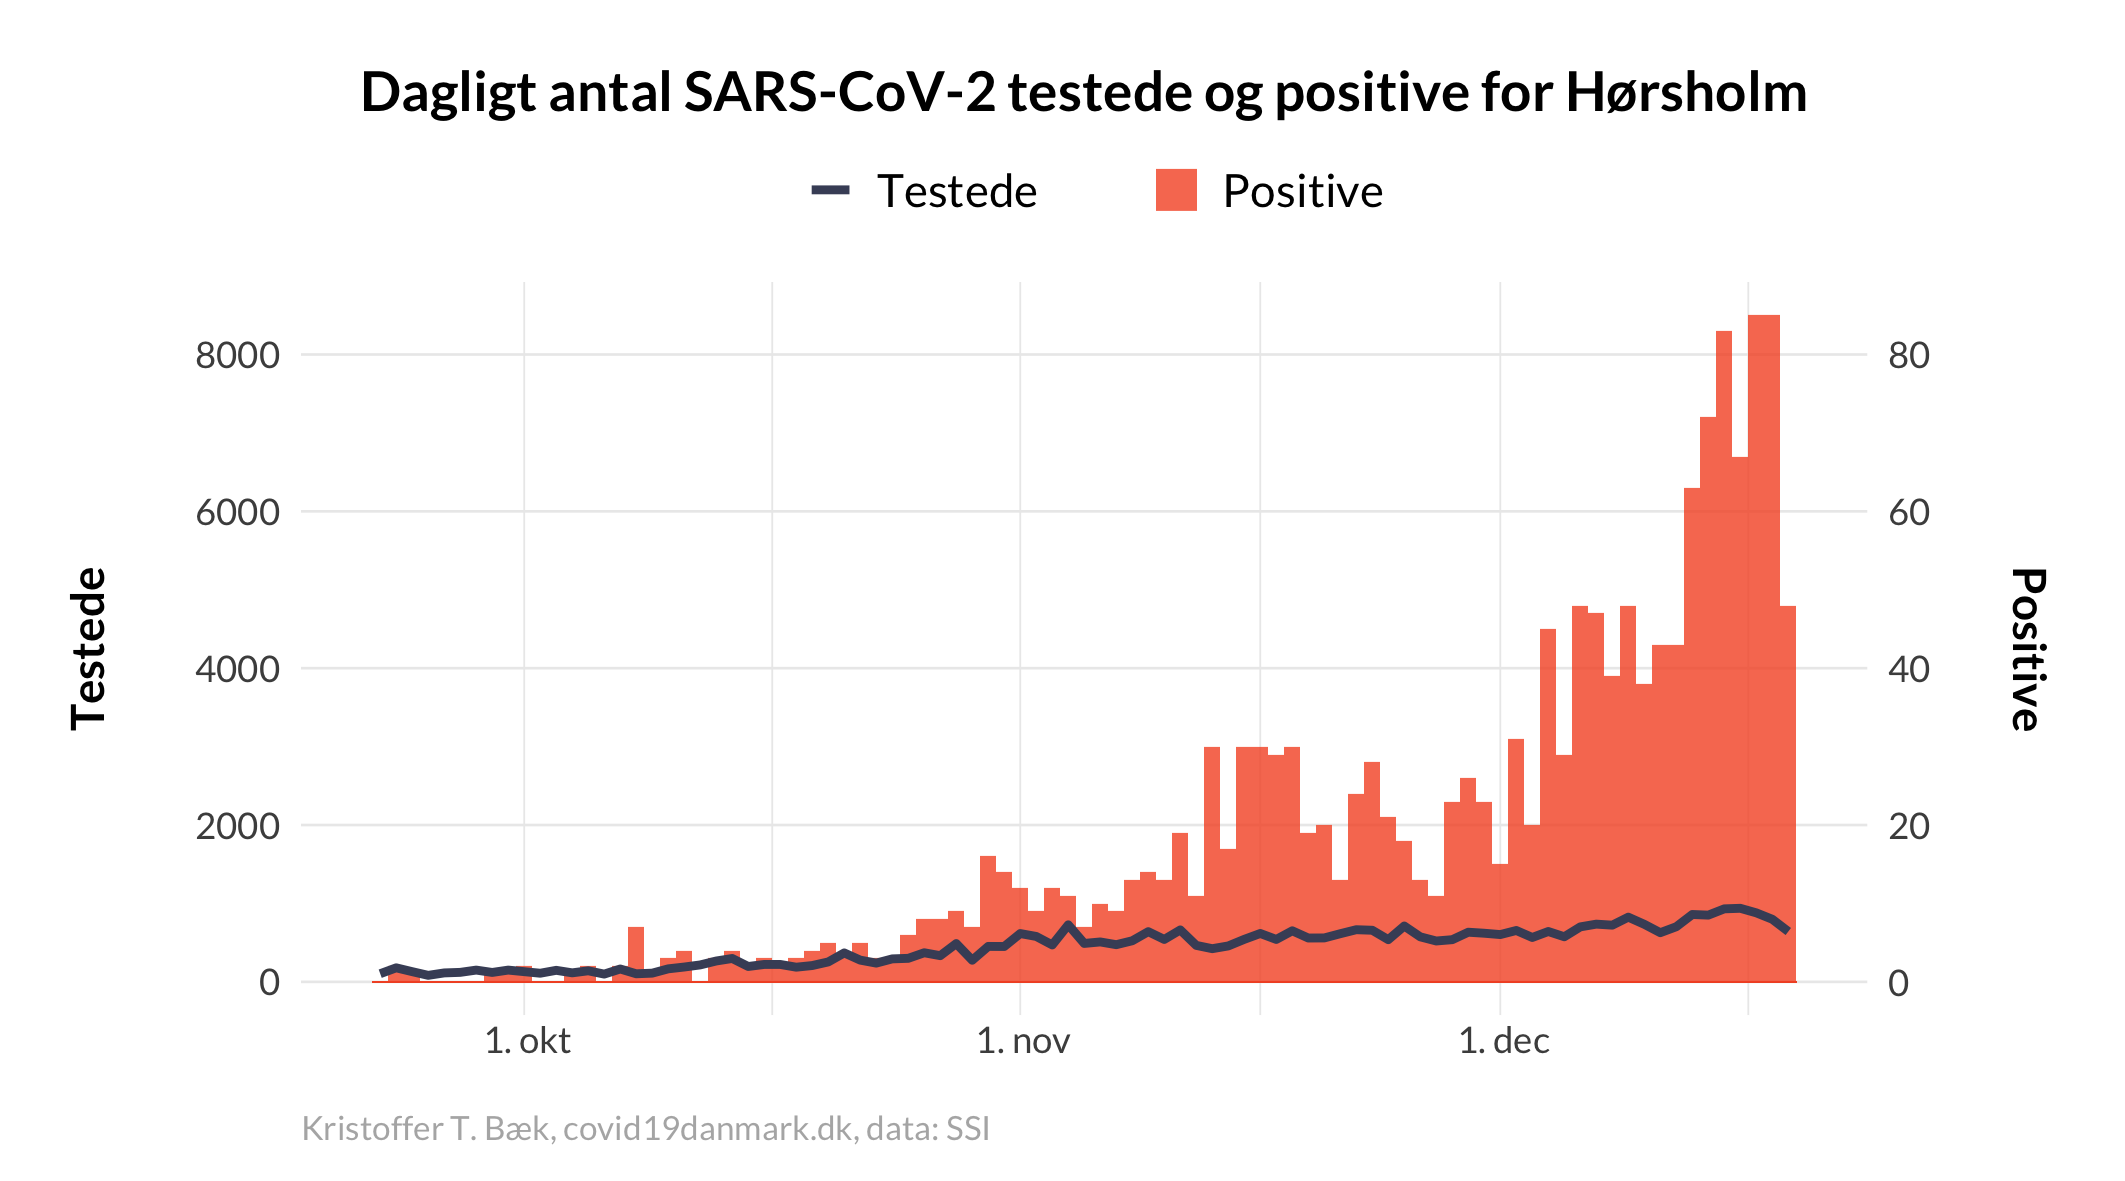 Dagligt antal SARS-CoV-2 testede og positive for Hørsholm
Testede
Positive
8000
6000
4000
2000
0
80
60
40
20
0
Testede
Positive
1. okt
1. nov
1. dec
Kristoffer T. Bæk, covid19danmark.dk, data: SSI